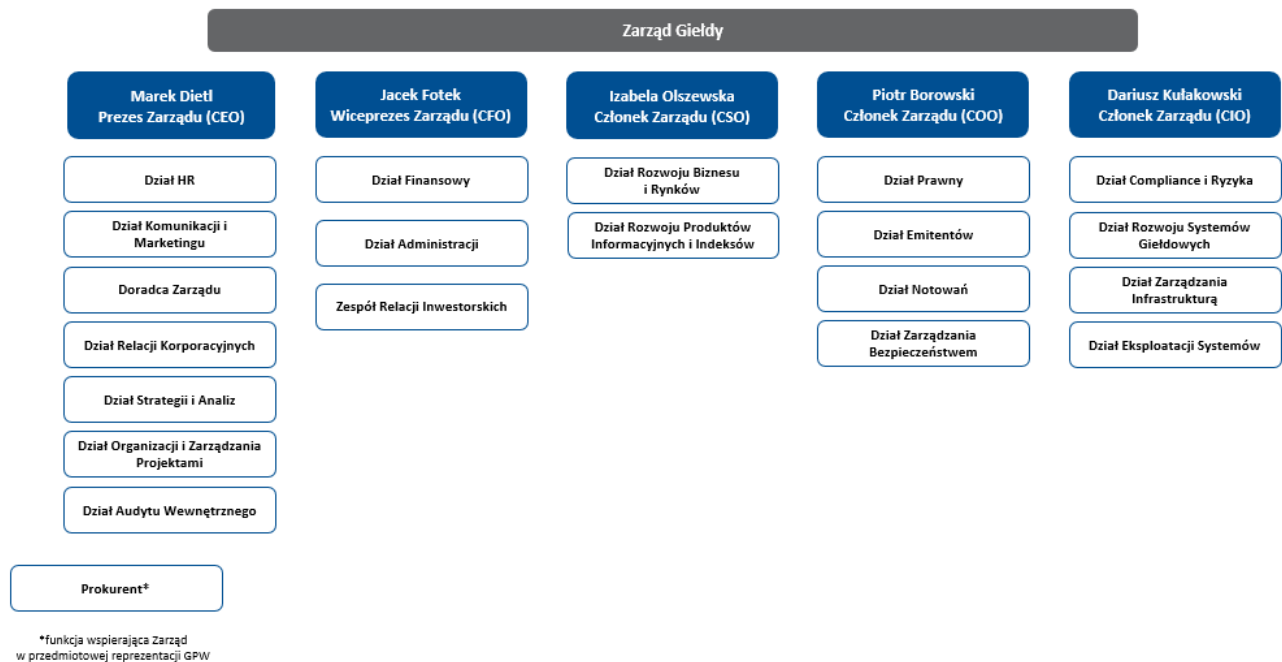 Zarząd Giełdy
Marek Dietl
Prezes Zarządu (CEO)
Dział HR
Dział Komunikacji i
Marketingu
Doradca Zarządu
Dział Relacji Korporacyjnych
Dział Strategii i Analiz
Dział Organizacji i Zarządzania
Projektami
Dział Audytu Wewnętrznego
Jacek Fotek
Wiceprezes Zarządu (CFO)
Dział Finansowy
Dział Administracji
Zespół Relacji Inwestorskich
Izabela Olszewska
Członek Zarządu (CSO)
Dział Rozwoju Biznesu
i Rynków
Dział Rozwoju Produktów
Informacyjnych i Indeksów
Piotr Borowski
Członek Zarządu (COO)
Dział Prawny
Dział Emitentów
Dział Notowań
Dział Zarządzania
Bezpieczeństwem
Dariusz Kułakowski
Członek Zarządu (CIO)
Dział Compliance i Ryzyka
Dział Rozwoju Systemów
Giełdowych
Dział Zarządzania
Infrastrukturą
Dział Eksploatacji Systemów
Prokurent*
*funkcja wspierająca Zarząd
w przedmiotowej reprezentacji GPW